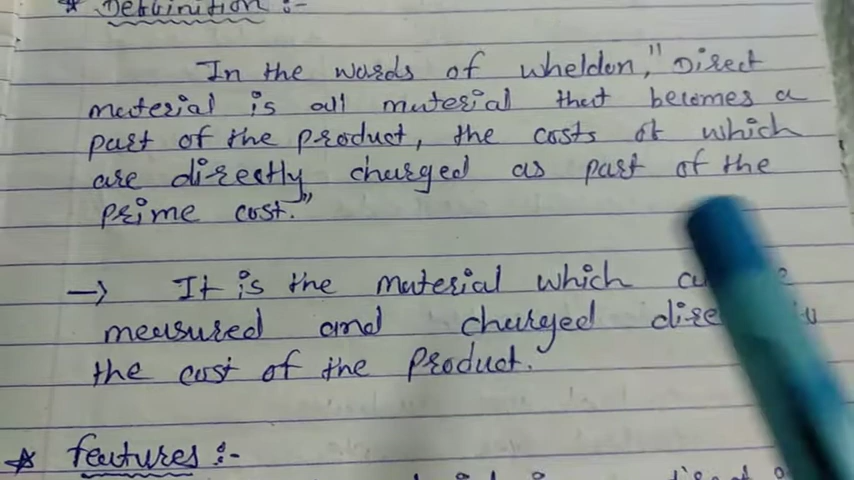 * Definition :-
In the words of Wheldon, "Direct
material is all material that becomes a
part of the product, the costs of which
are directly charged as part of the
prime cost."
→ It is the material which
measured and charged
the cost of the product.
* features :-